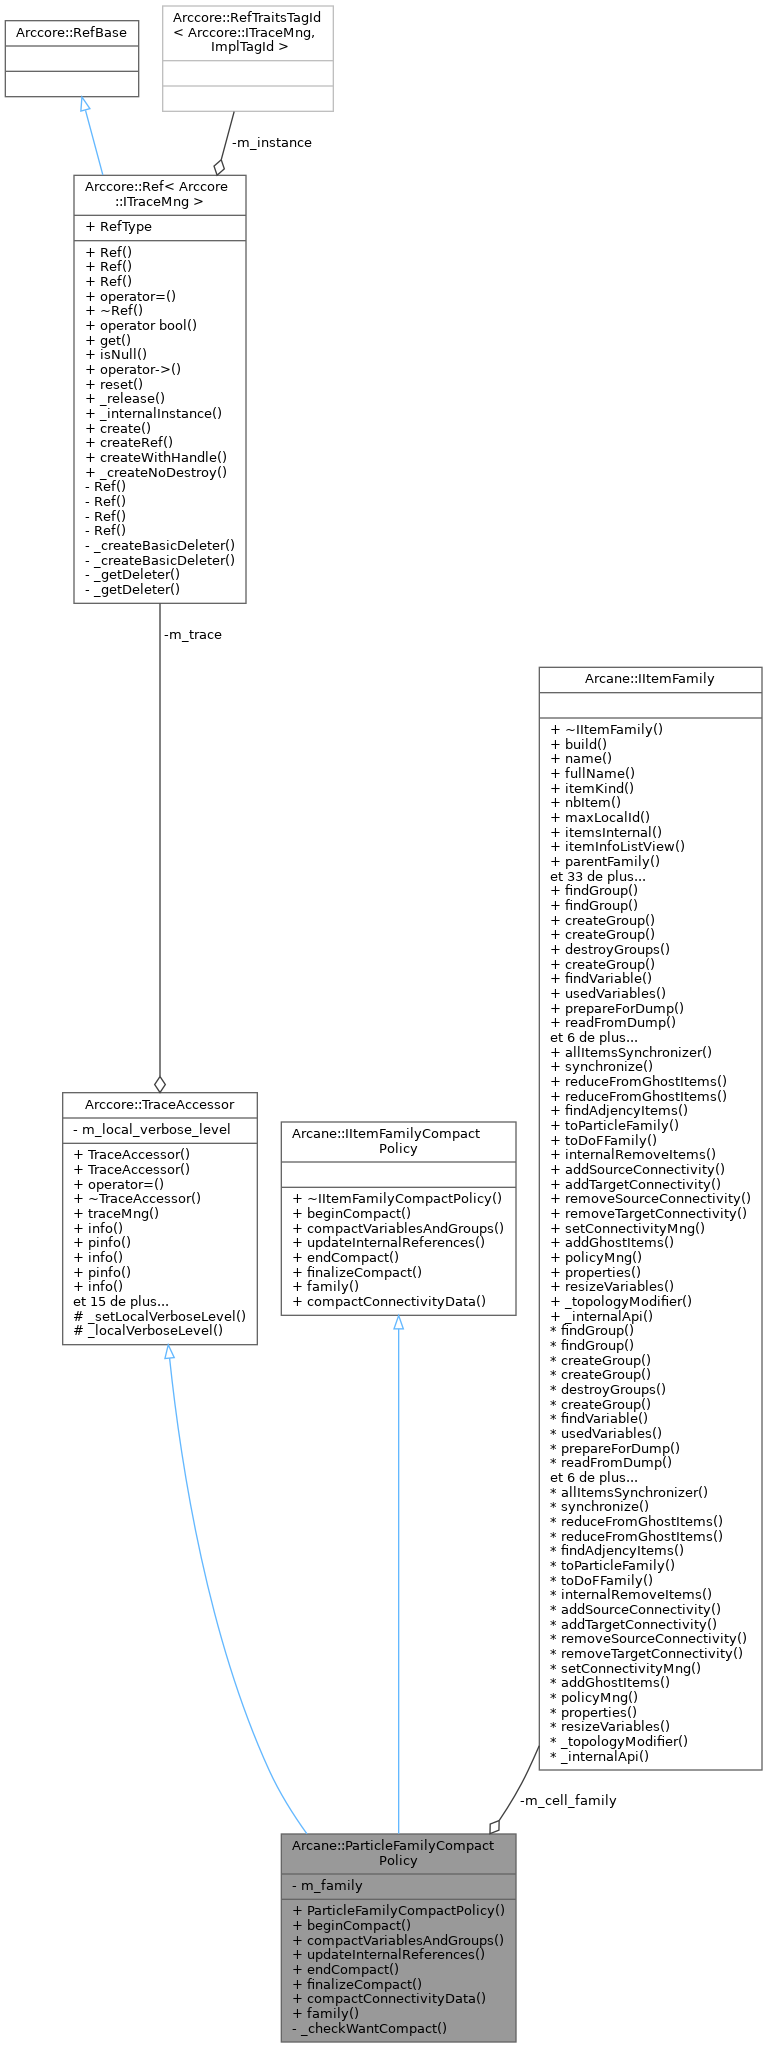 Arccore::RefBase
Arccore::RefTraitsTagId
< Arccore::ITraceMng,
ImplTagId >
-m_instance
Arccore::Ref< Arccore
::ITraceMng >
+ RefType
+ Ref()
+ Ref()
+ Ref()
+ operator=()
+ ~Ref()
+ operator bool()
+ get()
+ isNull()
+ operator->()
+ reset()
+ _release()
+ _internalInstance()
+ create()
+ createRef()
+ createWithHandle()
+ _createNoDestroy()
- Ref()
- Ref()
- Ref()
- Ref()
- _createBasicDeleter()
- _createBasicDeleter()
- _getDeleter()
- _getDeleter()
-m_trace
Arcane::IItemFamily
+ ~IItemFamily()
+ build()
+ name()
+ fullName()
+ itemKind()
+ nbItem()
+ maxLocalId()
+ itemsInternal()
+ itemInfoListView()
+ parentFamily()
et 33 de plus...
+ findGroup()
+ findGroup()
+ createGroup()
+ createGroup()
+ destroyGroups()
+ createGroup()
+ findVariable()
+ usedVariables()
+ prepareForDump()
+ readFromDump()
et 6 de plus...
+ allItemsSynchronizer()
+ synchronize()
+ reduceFromGhostItems()
+ reduceFromGhostItems()
+ findAdjencyItems()
+ toParticleFamily()
+ toDoFFamily()
+ internalRemoveItems()
+ addSourceConnectivity()
+ addTargetConnectivity()
+ removeSourceConnectivity()
+ removeTargetConnectivity()
+ setConnectivityMng()
+ addGhostItems()
+ policyMng()
+ properties()
+ resizeVariables()
+ _topologyModifier()
+ _internalApi()
* findGroup()
* findGroup()
* createGroup()
* createGroup()
* destroyGroups()
* createGroup()
* findVariable()
* usedVariables()
* prepareForDump()
* readFromDump()
et 6 de plus...
* allItemsSynchronizer()
* synchronize()
* reduceFromGhostItems()
* reduceFromGhostItems()
* findAdjencyItems()
* toParticleFamily()
* toDoFFamily()
* internalRemoveItems()
* addSourceConnectivity()
* addTargetConnectivity()
* removeSourceConnectivity()
* removeTargetConnectivity()
* setConnectivityMng()
* addGhostItems()
* policyMng()
* properties()
* resizeVariables()
* _topologyModifier()
* _internalApi()
Arccore::TraceAccessor
- m_local_verbose_level
+ TraceAccessor()
+ TraceAccessor()
+ operator=()
+ ~TraceAccessor()
+ traceMng()
+ info()
+ pinfo()
+ info()
+ pinfo()
+ info()
et 15 de plus...
# _setLocalVerboseLevel()
# _localVerboseLevel()
Arcane::IItemFamilyCompact
Policy
+ ~IItemFamilyCompactPolicy()
+ beginCompact()
+ compactVariablesAndGroups()
+ updateInternalReferences()
+ endCompact()
+ finalizeCompact()
+ family()
+ compactConnectivityData()
-m_cell_family
Arcane::ParticleFamilyCompact
Policy
- m_family
+ ParticleFamilyCompactPolicy()
+ beginCompact()
+ compactVariablesAndGroups()
+ updateInternalReferences()
+ endCompact()
+ finalizeCompact()
+ compactConnectivityData()
+ family()
- _checkWantCompact()